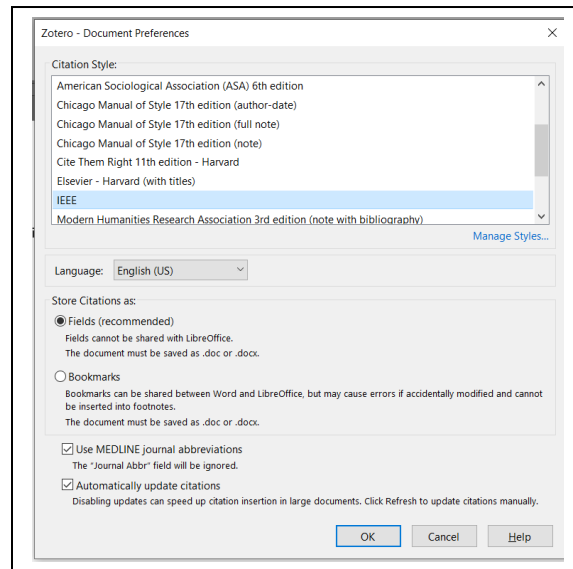 Zotero - Document Preferences
Citation Style:
American Sociological Association (ASA) 6th edition
Chicago Manual of Style 17th edition (author-date)
Chicago Manual of Style 17th edition (full note)
Chicago Manual of Style 17th edition (note)
Cite Them Right 11th edition - Harvard
Elsevier - Harvard (with titles)
IEEE
Modern Humanities Research Association 3rd edition (note with bibliography)
Manage Styles...
Language: English (US)
Store Citations as:
Fields (recommended)
Fields cannot be shared with LibreOffice.
The document must be saved as .doc or .docx.
Bookmarks
Bookmarks can be shared between Word and LibreOffice, but may cause errors if accidentally modified and cannot
be inserted into footnotes.
The document must be saved as .doc or .docx.
Use MEDLINE journal abbreviations
The "Journal Abbr" field will be ignored.
Automatically update citations
Disabling updates can speed up citation insertion in large documents. Click Refresh to update citations manually.
OK Cancel Help